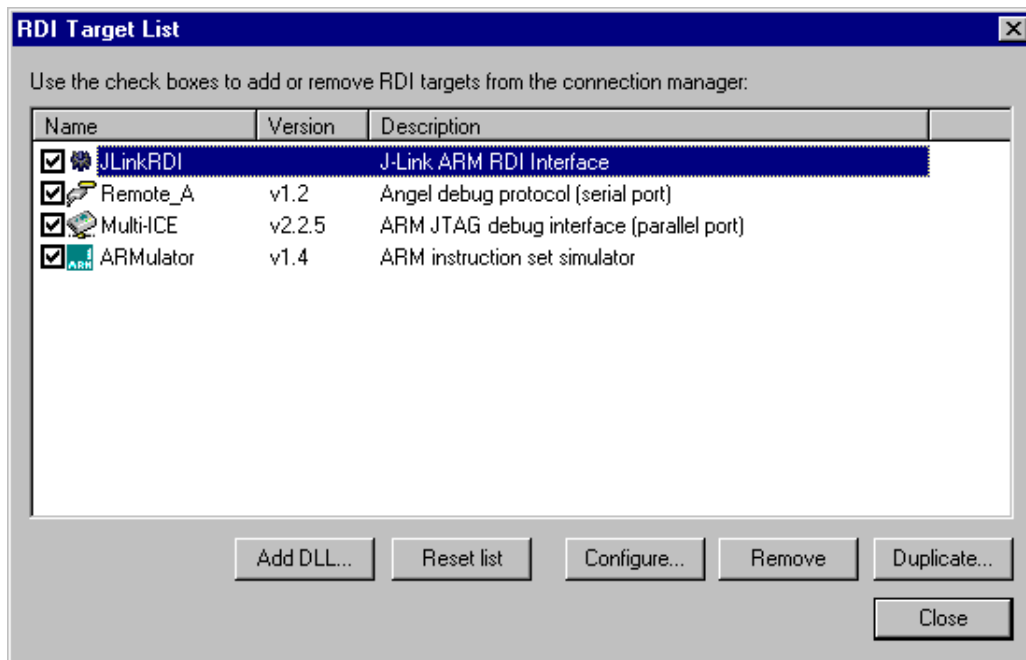 RDI Target List
Use the check boxes to add or remove RDI targets from the connection manager:
Name Version Description
JLinkRDI J-Link ARM RDI Interface
Remote_A v1.2 Angel debug protocol (serial port)
Multi-ICE v2.2.5 ARM JTAG debug interface (parallel port)
ARM ARMulator v1.4 ARM instruction set simulator
Add DLL... Reset list Configure... Remove Duplicate...
Close